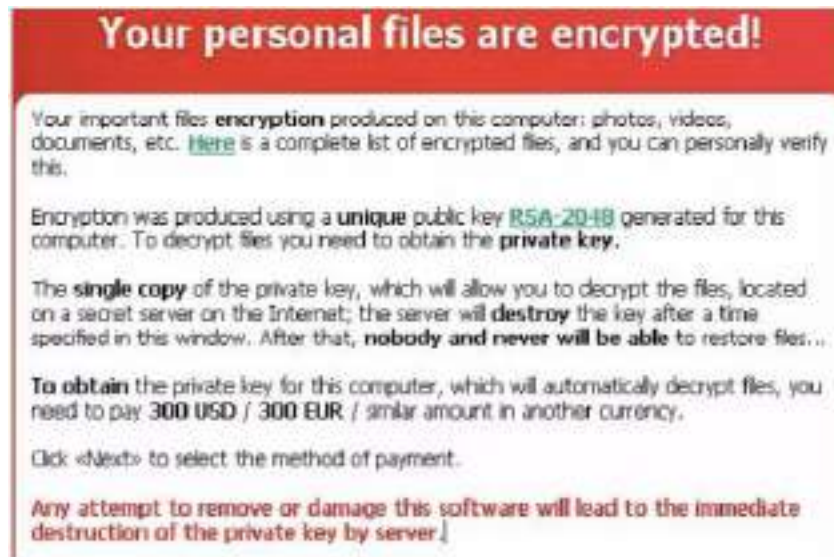 Your personal files are encrypted!
Your important files encryption produced on this computer: photos, videos,
documents, etc. Here is a complete list of encrypted files, and you can personally verify
this.
Encryption was produced using a unique public key RSA-2048 generated for this
computer. To decrypt files you need to obtain the private key.
The single copy of the private key, which will allow you to decrypt the files, located
on a secret server on the Internet; the server will destroy the key after a time
specified in this window. After that, nobody and never will be able to restore files...
To obtain the private key for this computer, which will automatically decrypt files, you
need to pay 300 USD / 300 EUR / similar amount in another currency.
Click «Next» to select the method of payment.
Any attempt to remove or damage this software will lead to the immediate
destruction of the private key by server.